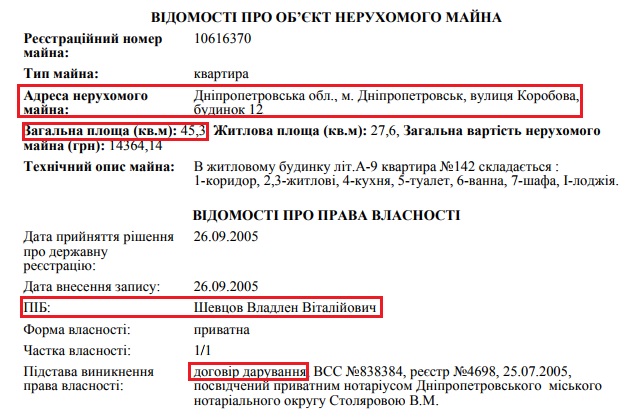 ВІДОМОСТІ ПРО ОБ’ЄКТ НЕРУХОМОГО МАЙНА
Реєстраційний номер майна: 10616370
Тип майна: квартира
Адреса нерухомого майна: Дніпропетровська обл., м. Дніпропетровськ, вулиця Коробова, будинок 12
Загальна площа (кв.м): 45,3, Житлова площа (кв.м): 27,6, Загальна вартість нерухомого
майна (грн): 14364,14
Технічний опис майна: В житловому будинку літ.А-9 квартира №142 складається :
1-коридор, 2,3-житлові, 4-кухня, 5-туалет, 6-ванна, 7-шафа, І-лоджія.
ВІДОМОСТІ ПРО ПРАВА ВЛАСНОСТІ
Дата прийняття рішення про державну реєстрацію: 26.09.2005
Дата внесення запису: 26.09.2005
ПІБ: Шевцов Владлен Віталійович
Форма власності: приватна
Частка власності: 1/1
Підстава виникнення права власності: договір дарування, ВСС №838384, реєстр №4698, 25.07.2005,
посвідчений приватним нотаріусом Дніпропетровського міського
нотаріального округу Столяровою В.М.